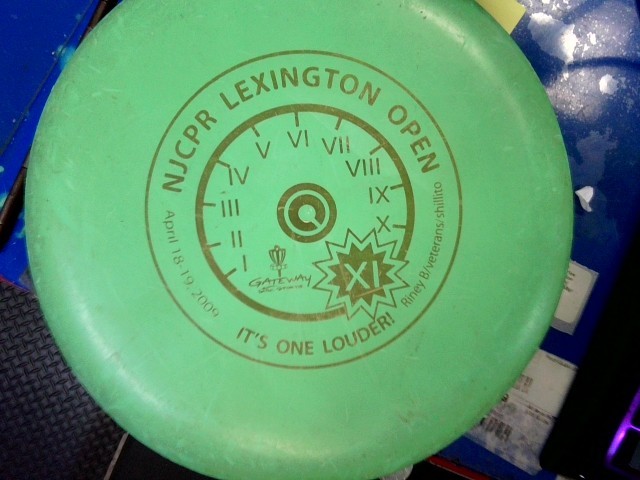 NJCPR LEXINGTON OPEN
I
II
III
IV
V
VI
VII
VIII
IX
X
XI
GATEWAY
April 18-19, 2009
IT'S ONE LOUDER!
Riney B/veterans/shillito